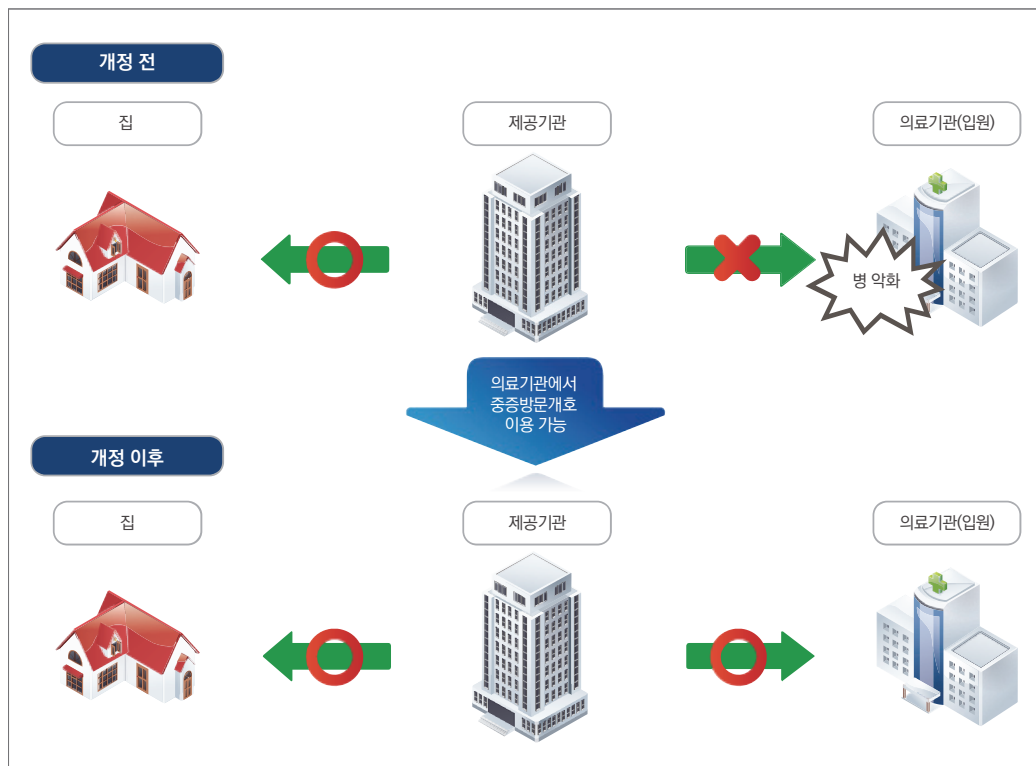 개정 전
집
제공기관
의료기관(입원)
병 악화
의료기관에서
중증방문개호
이용 가능
개정 이후
집
제공기관
의료기관(입원)